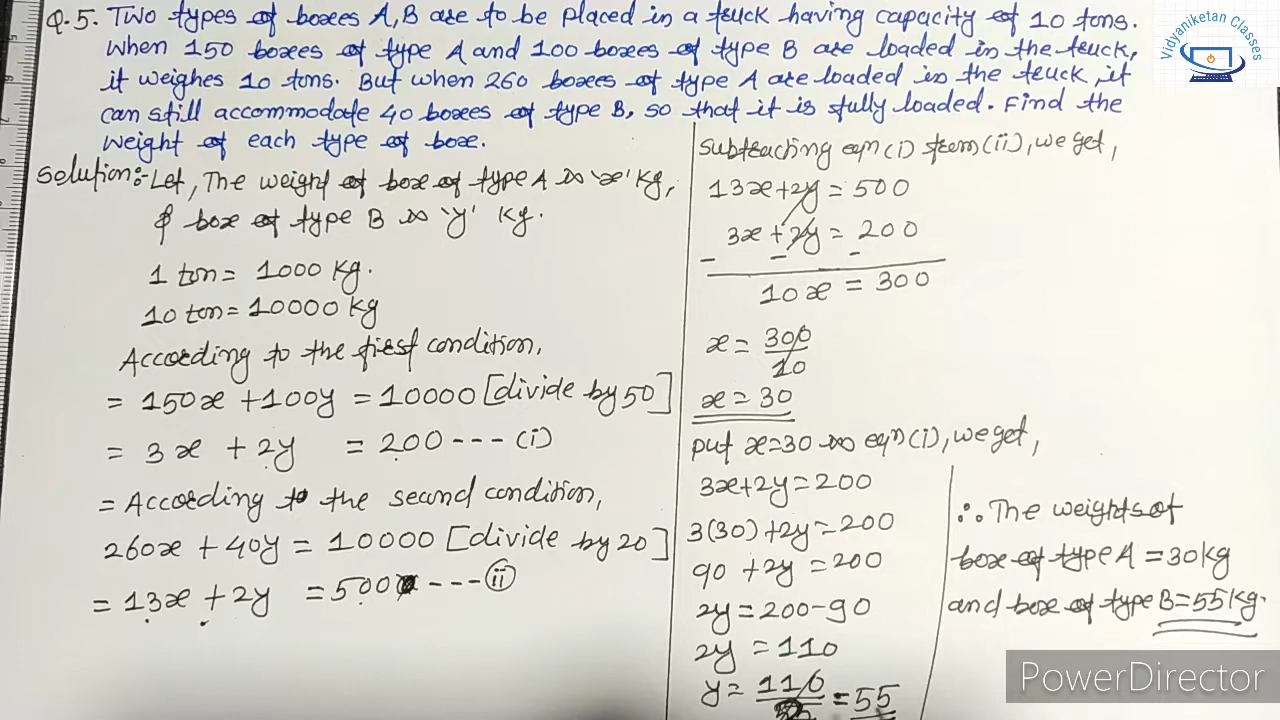 Q.5. Two types of boxes A, B are to be placed in a truck having capacity of 10 tons.
When 150 boxes of type A and 100 boxes of type B are loaded in the truck,
it weighes 10 tons. But when 260 boxes of type A are loaded in the truck, it
can still accommodate 40 boxes of type B, so that it is fully loaded. Find the
weight of each type of box.
Solution:- Let, The weight of box of type A is 'x' Kg,
& box of type B is 'y' Kg.
1 ton = 1000 Kg.
10 ton = 10000 Kg
According to the first condition,
= 150x + 100y = 10000 [divide by 50]
= 3x + 2y = 200 --- (i)
= According to the second condition,
260x + 40y = 10000 [divide by 20]
= 13x + 2y = 500 --- (ii)
Subtracting eqn (i) from (ii), we get,
13x + 2y = 500
3x + 2y = 200
- - -
10x = 300
x = 300
10
x = 30
put x = 30 in eqn (i), we get,
3x + 2y = 200
3(30) + 2y = 200
90 + 2y = 200
2y = 200 - 90
2y = 110
y = 110 = 55
∴ The weights of
box of type A = 30 kg
and box of type B = 55 kg.
Vidyaniketan Classes
PowerDirector